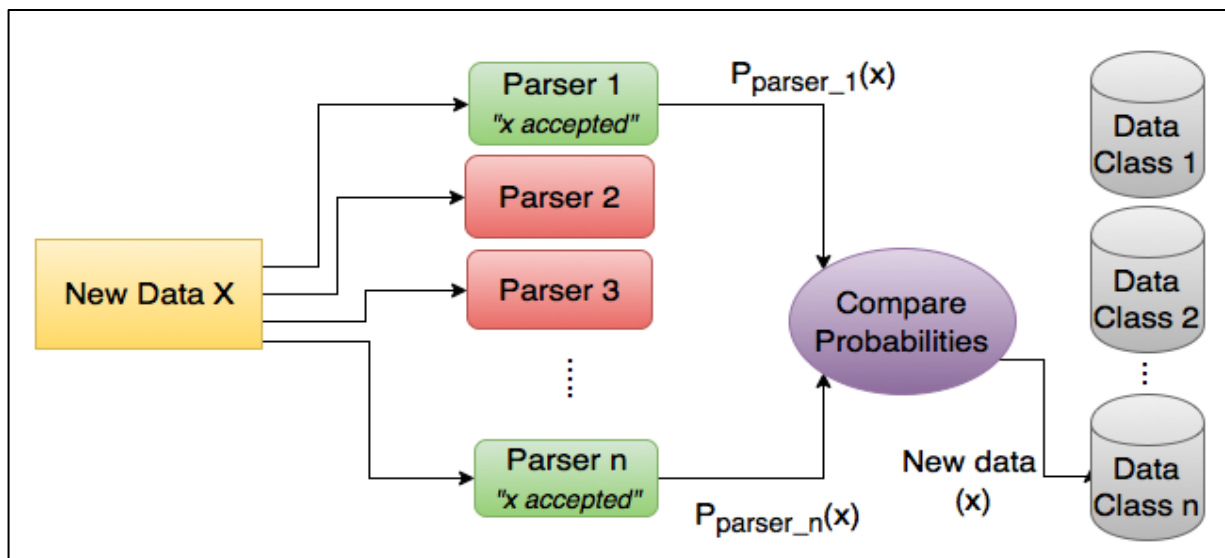 New Data X
Parser 1
"x accepted"
Parser 2
Parser 3
Parser n
"x accepted"
Pparser_1(x)
Pparser_n(x)
Compare
Probabilities
New data
(x)
Data
Class 1
Data
Class 2
Data
Class n